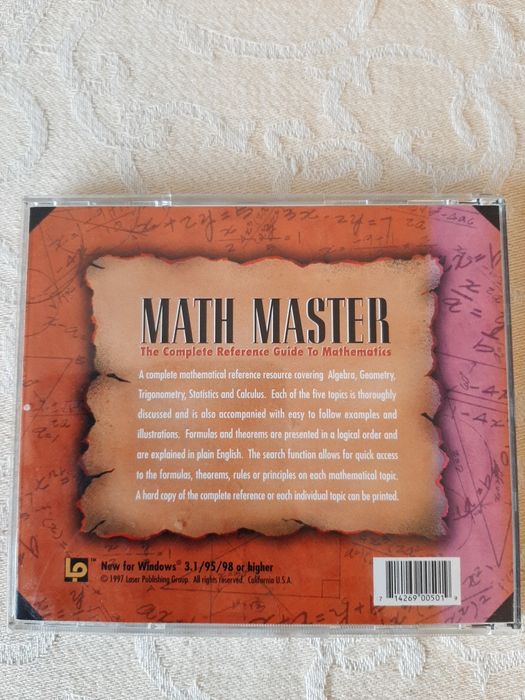 MATH MASTER
The Complete Reference Guide To Mathematics
A complete mathematical reference resource covering Algebra, Geometry,
Trigonometry, Statistics and Calculus. Each of the five topics is thoroughly
discussed and is also accompanied with easy to follow examples and
illustrations. Formulas and theorems are presented in a logical order and
are explained in plain English. The search function allows for quick access
to the formulas, theorems, rules or principles on each mathematical topic.
A hard copy of the complete reference or each individual topic can be printed.
LP™
New for Windows® 3.1/95/98 or higher
© 1997 Laser Publishing Group. All rights reserved. California U.S.A.
7 14269 00501 9